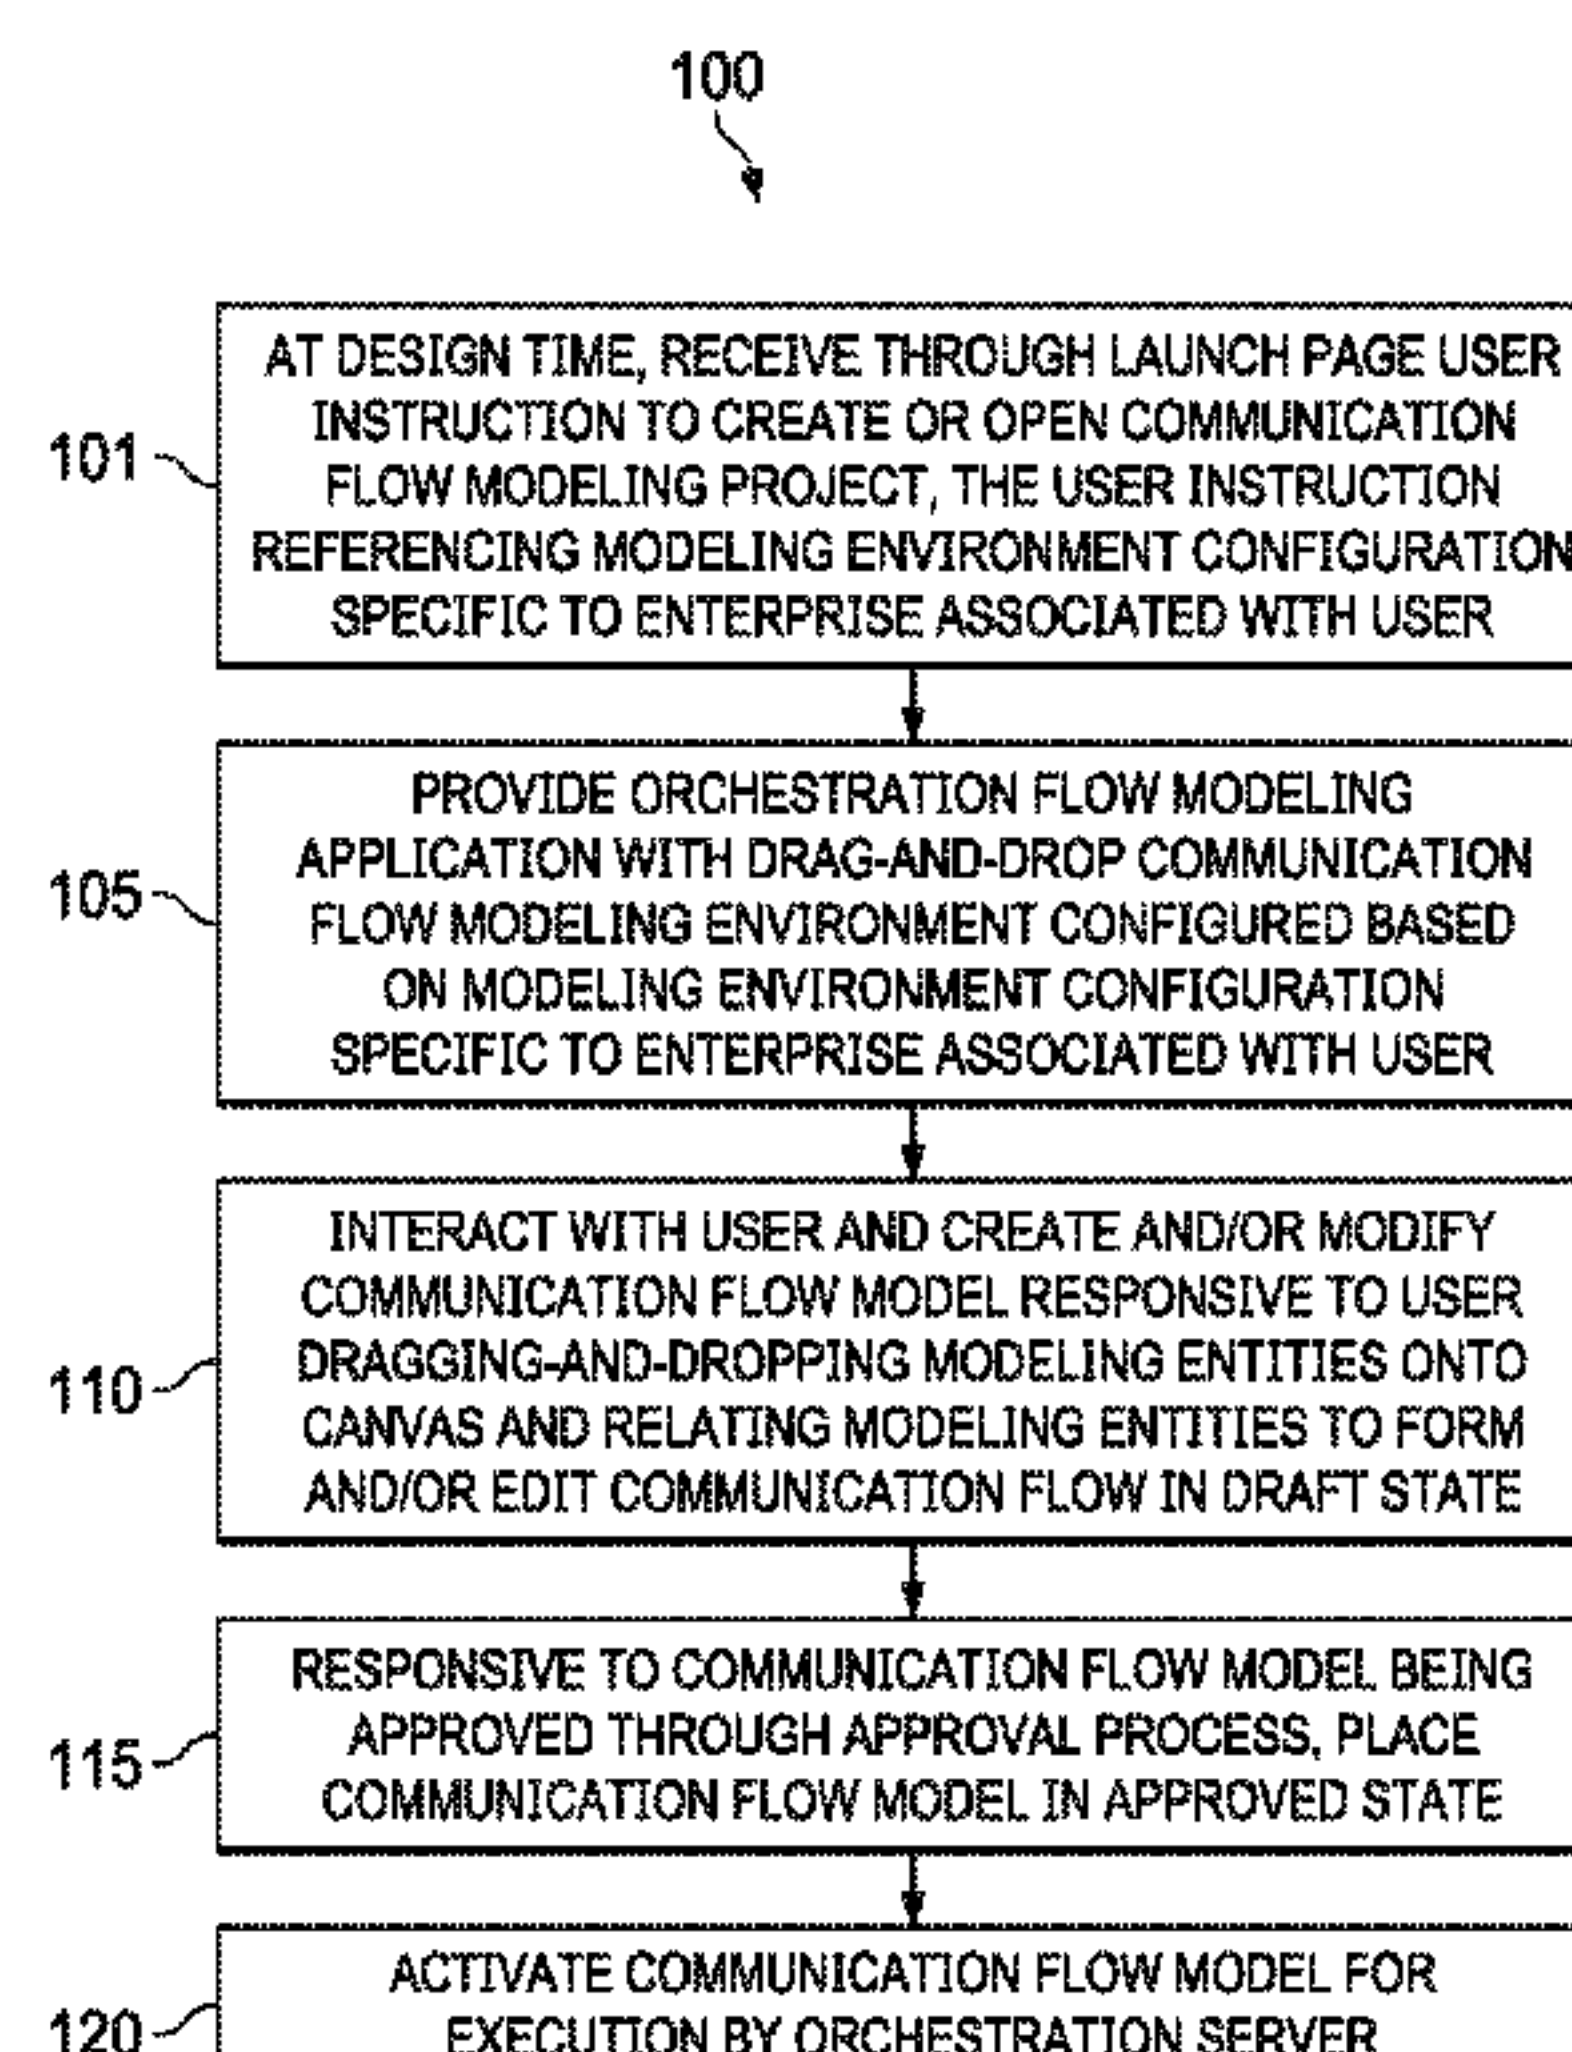 100
101
AT DESIGN TIME, RECEIVE THROUGH LAUNCH PAGE USER
INSTRUCTION TO CREATE OR OPEN COMMUNICATION
FLOW MODELING PROJECT, THE USER INSTRUCTION
REFERENCING MODELING ENVIRONMENT CONFIGURATION
SPECIFIC TO ENTERPRISE ASSOCIATED WITH USER
105
PROVIDE ORCHESTRATION FLOW MODELING
APPLICATION WITH DRAG-AND-DROP COMMUNICATION
FLOW MODELING ENVIRONMENT CONFIGURED BASED
ON MODELING ENVIRONMENT CONFIGURATION
SPECIFIC TO ENTERPRISE ASSOCIATED WITH USER
110
INTERACT WITH USER AND CREATE AND/OR MODIFY
COMMUNICATION FLOW MODEL RESPONSIVE TO USER
DRAGGING-AND-DROPPING MODELING ENTITIES ONTO
CANVAS AND RELATING MODELING ENTITIES TO FORM
AND/OR EDIT COMMUNICATION FLOW IN DRAFT STATE
115
RESPONSIVE TO COMMUNICATION FLOW MODEL BEING
APPROVED THROUGH APPROVAL PROCESS, PLACE
COMMUNICATION FLOW MODEL IN APPROVED STATE
120
ACTIVATE COMMUNICATION FLOW MODEL FOR
EXECUTION BY ORCHESTRATION SERVER